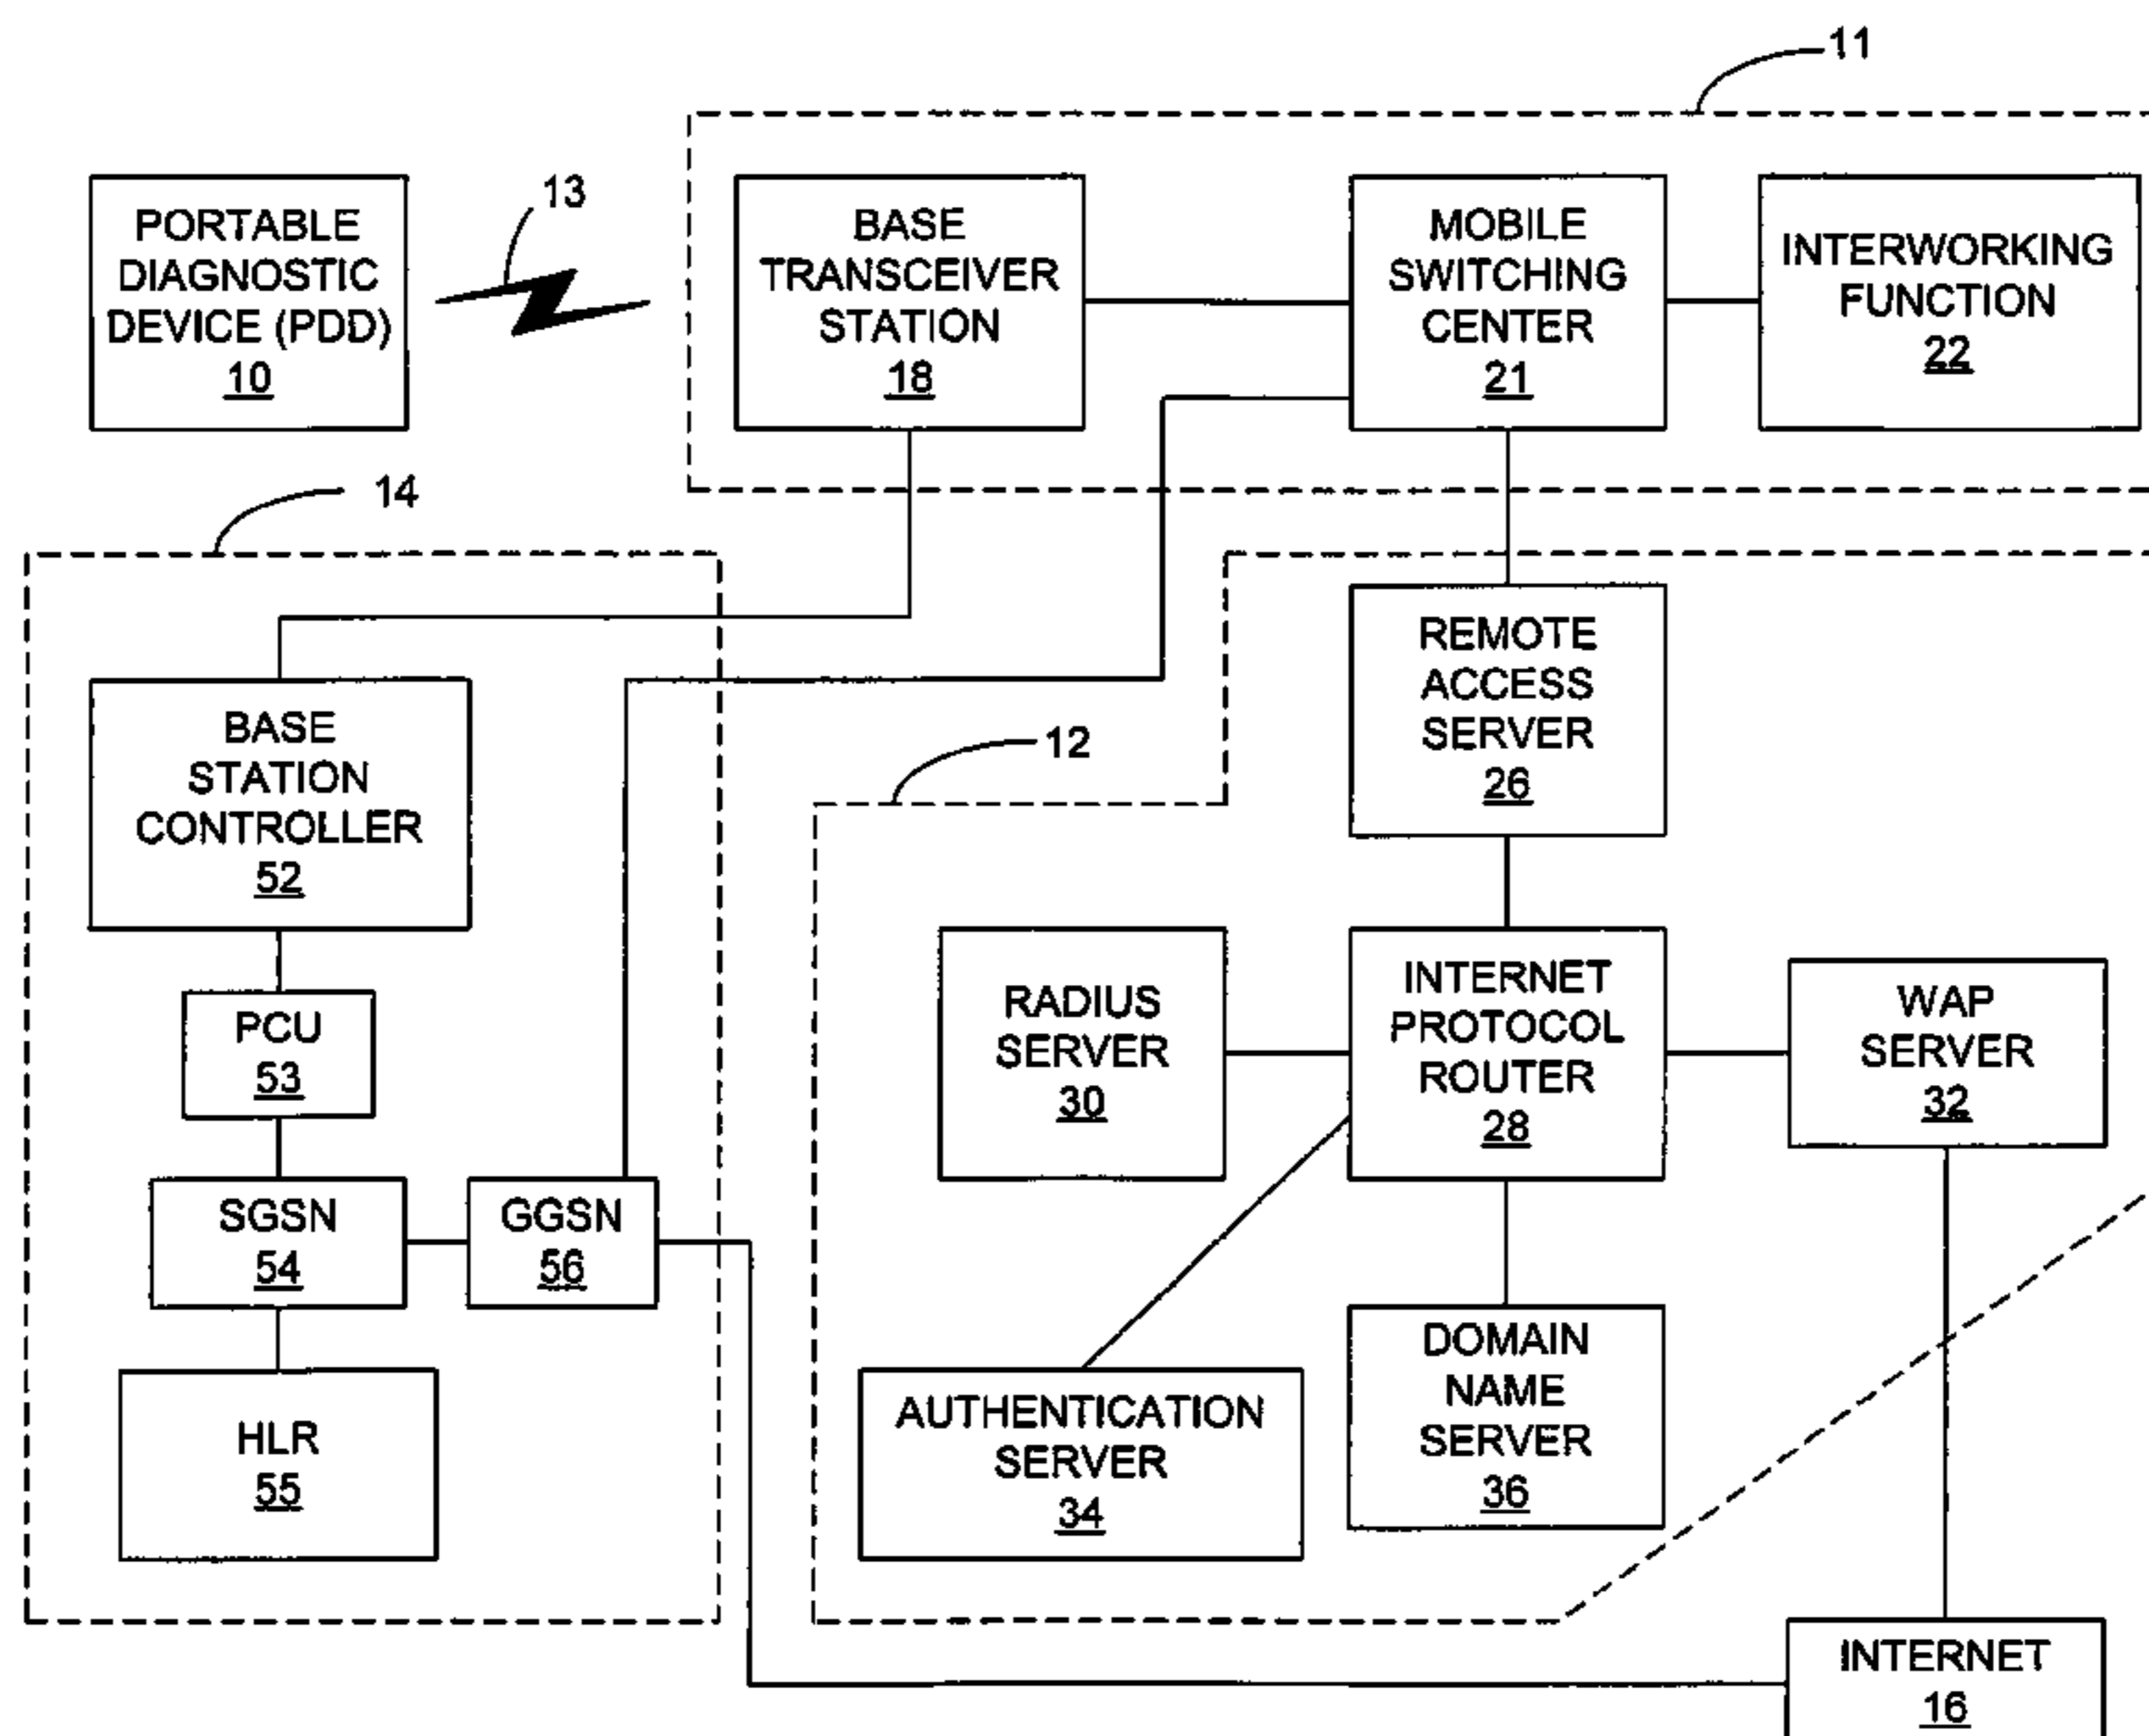 11
PORTABLE
DIAGNOSTIC
DEVICE (PDD)
10
13
BASE
TRANSCEIVER
STATION
18
MOBILE
SWITCHING
CENTER
21
INTERWORKING
FUNCTION
22
14
BASE
STATION
CONTROLLER
52
PCU
53
SGSN
54
GGSN
56
HLR
55
12
REMOTE
ACCESS
SERVER
26
RADIUS
SERVER
30
INTERNET
PROTOCOL
ROUTER
28
WAP
SERVER
32
AUTHENTICATION
SERVER
34
DOMAIN
NAME
SERVER
36
INTERNET
16